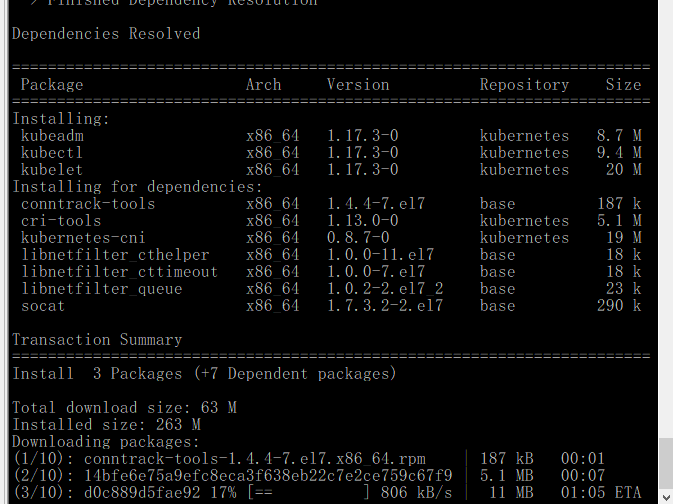 > Finished Dependency Resolution
Dependencies Resolved
================================================================================
Package Arch Version Repository Size
================================================================================
Installing:
kubeadm x86_64 1.17.3-0 kubernetes 8.7 M
kubectl x86_64 1.17.3-0 kubernetes 9.4 M
kubelet x86_64 1.17.3-0 kubernetes 20 M
Installing for dependencies:
conntrack-tools x86_64 1.4.4-7.el7 base 187 k
cri-tools x86_64 1.13.0-0 kubernetes 5.1 M
kubernetes-cni x86_64 0.8.7-0 kubernetes 19 M
libnetfilter_cthelper x86_64 1.0.0-11.el7 base 18 k
libnetfilter_cttimeout x86_64 1.0.0-7.el7 base 18 k
libnetfilter_queue x86_64 1.0.2-2.el7_2 base 23 k
socat x86_64 1.7.3.2-2.el7 base 290 k
Transaction Summary
================================================================================
Install 3 Packages (+7 Dependent packages)
Total download size: 63 M
Installed size: 263 M
Downloading packages:
(1/10): conntrack-tools-1.4.4-7.el7.x86_64.rpm | 187 kB 00:01
(2/10): 14bfe6e75a9efc8eca3f638eb22c7e2ce759c67f9 | 5.1 MB 00:07
(3/10): d0c889d5fae92 17% [== ] 806 kB/s | 11 MB 01:05 ETA